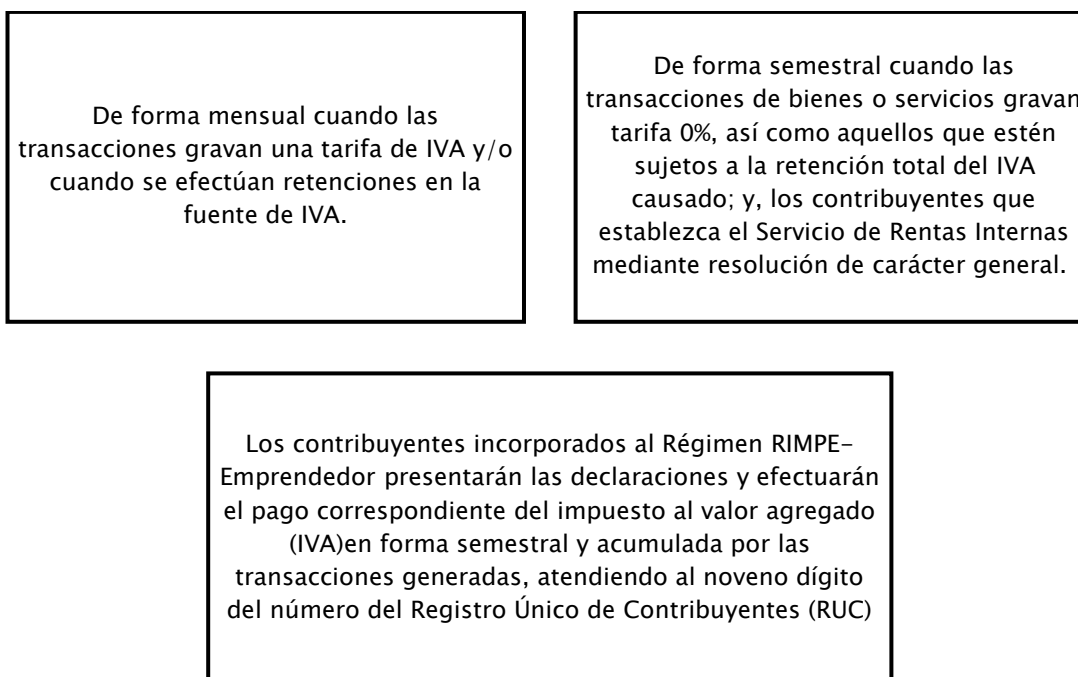 De forma mensual cuando las
transacciones gravan una tarifa de IVA y/o
cuando se efectúan retenciones en la
fuente de IVA.
De forma semestral cuando las
transacciones de bienes o servicios gravan
tarifa 0%, así como aquellos que estén
sujetos a la retención total del IVA
causado; y, los contribuyentes que
establezca el Servicio de Rentas Internas
mediante resolución de carácter general.
Los contribuyentes incorporados al Régimen RIMPE-
Emprendedor presentarán las declaraciones y efectuarán
el pago correspondiente del impuesto al valor agregado
(IVA)en forma semestral y acumulada por las
transacciones generadas, atendiendo al noveno dígito
del número del Registro Único de Contribuyentes (RUC)